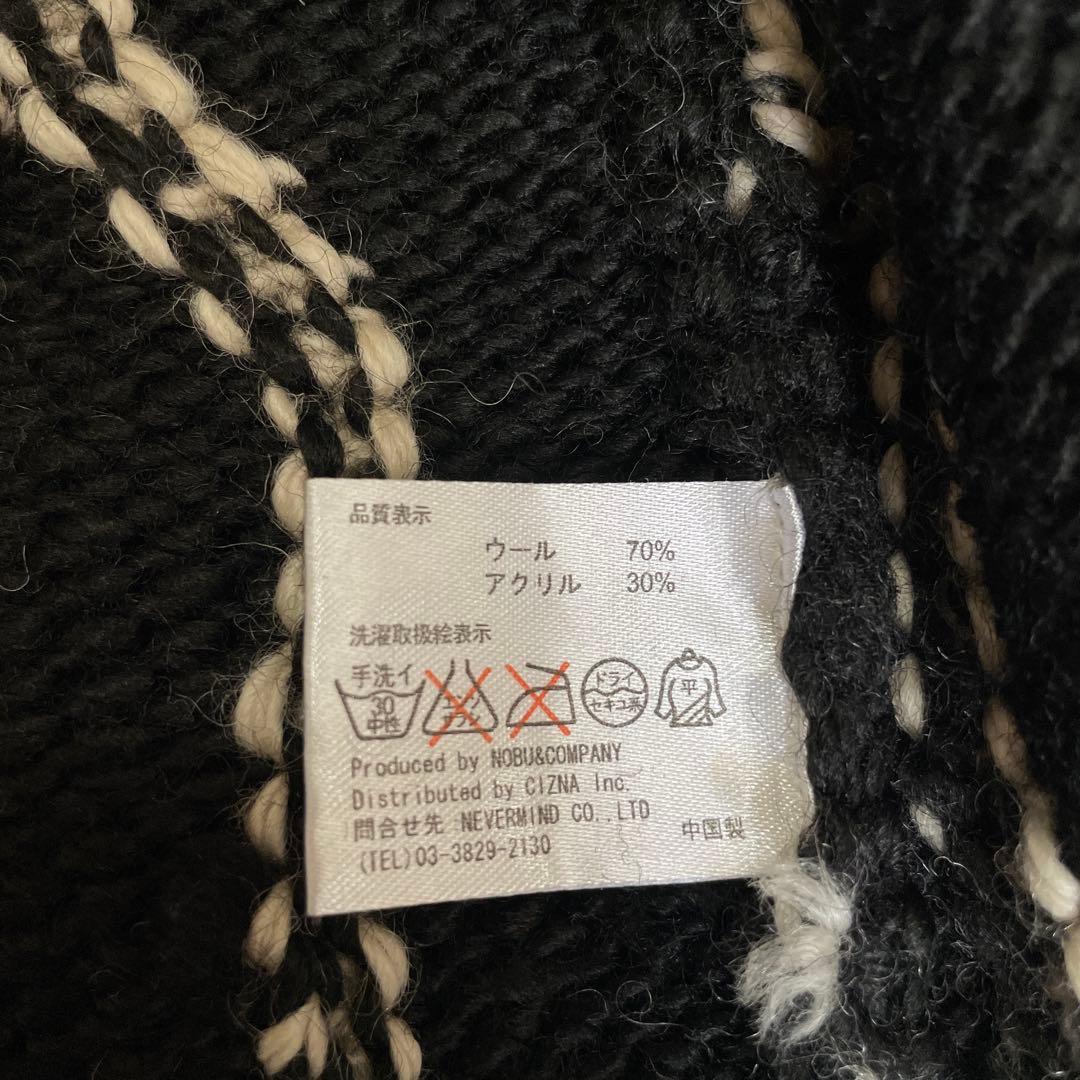 品質表示
ウール 70%
アクリル 30%
洗濯取扱絵表示
手洗イ
30
中性
ドライ
セキユ系
平
Produced by NOBU&COMPANY
Distributed by CIZNA Inc.
問合せ先 NEVERMIND CO.,LTD
(TEL)03-3829-2130
中国製